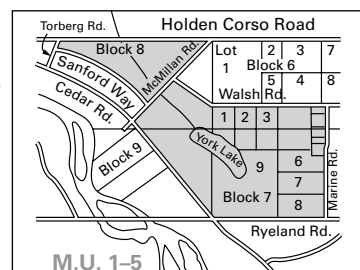 Torberg Rd.
Holden Corso Road
Block 8
McMillan Rd.
Lot
1
2
3
7
Block 6
5
4
8
Sanford Way
Walsh Rd.
Cedar Rd.
1
2
3
York Lake
Block 9
9
6
Marine Rd.
7
Block 7
8
Ryeland Rd.
M.U. 1–5